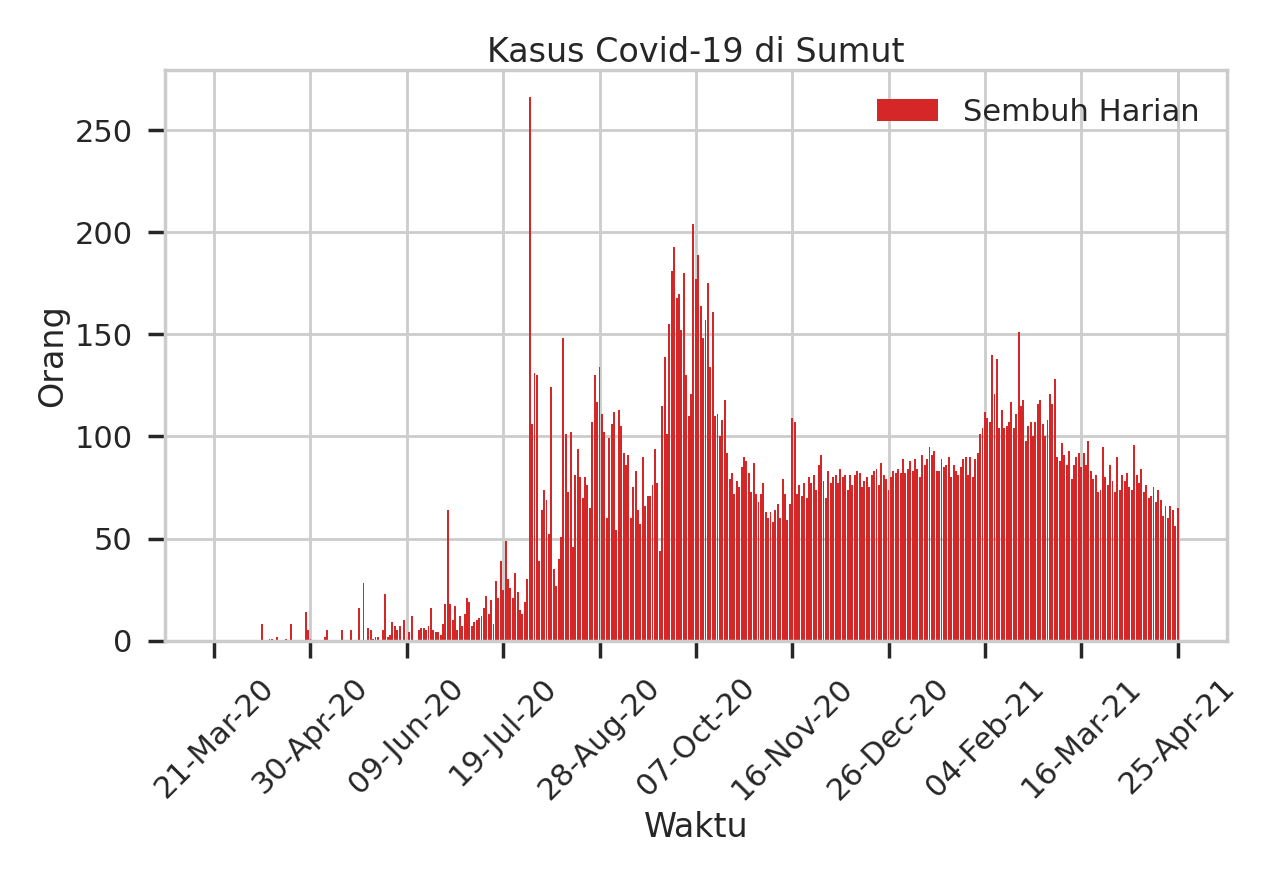 Kasus Covid-19 di Sumut
Sembuh Harian
Orang
250
200
150
100
50
0
21-Mar-20
30-Apr-20
09-Jun-20
19-Jul-20
28-Aug-20
07-Oct-20
16-Nov-20
26-Dec-20
04-Feb-21
16-Mar-21
25-Apr-21
Waktu